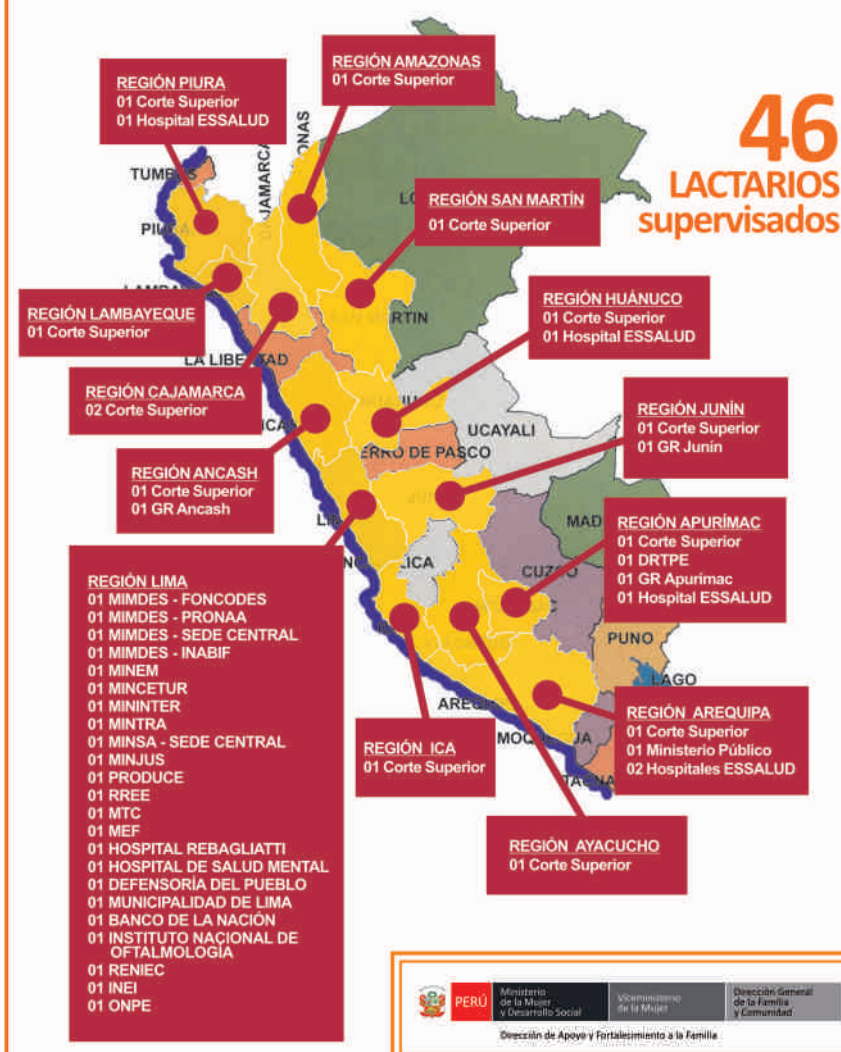 REGIÓN PIURA
01 Corte Superior
01 Hospital ESSALUD
REGIÓN AMAZONAS
01 Corte Superior
46
LACTARIOS
supervisados
REGIÓN SAN MARTÍN
01 Corte Superior
REGIÓN LAMBAYEQUE
01 Corte Superior
REGIÓN HUÁNUCO
01 Corte Superior
01 Hospital ESSALUD
REGIÓN CAJAMARCA
02 Corte Superior
REGIÓN JUNÍN
01 Corte Superior
01 GR Junín
REGIÓN ANCASH
01 Corte Superior
01 GR Ancash
REGIÓN APURÍMAC
01 Corte Superior
01 DRTPE
01 GR Apurimac
01 Hospital ESSALUD
REGIÓN LIMA
01 MIMDES - FONCODES
01 MIMDES - PRONAA
01 MIMDES - SEDE CENTRAL
01 MIMDES - INABIF
01 MINEM
01 MINCETUR
01 MININTER
01 MINTRA
01 MINSA - SEDE CENTRAL
01 MINJUS
01 PRODUCE
01 RREE
01 MTC
01 MEF
01 HOSPITAL REBAGLIATTI
01 HOSPITAL DE SALUD MENTAL
01 DEFENSORÍA DEL PUEBLO
01 MUNICIPALIDAD DE LIMA
01 BANCO DE LA NACIÓN
01 INSTITUTO NACIONAL DE
OFTALMOLOGÍA
01 RENIEC
01 INEI
01 ONPE
REGIÓN ICA
01 Corte Superior
REGIÓN AREQUIPA
01 Corte Superior
01 Ministerio Público
02 Hospitales ESSALUD
REGIÓN AYACUCHO
01 Corte Superior
CAJAMARCA
LA LIBERTAD
UCAYALI
ERRO DE PASCO
CUZCO
PUNO
LAGO
PERÚ
Ministerio
de la Mujer
y Desarrollo Social
Viceministerio
de la Mujer
Dirección General
de la Familia
y Comunidad
Dirección de Apoyo y Fortalecimiento a la Familia